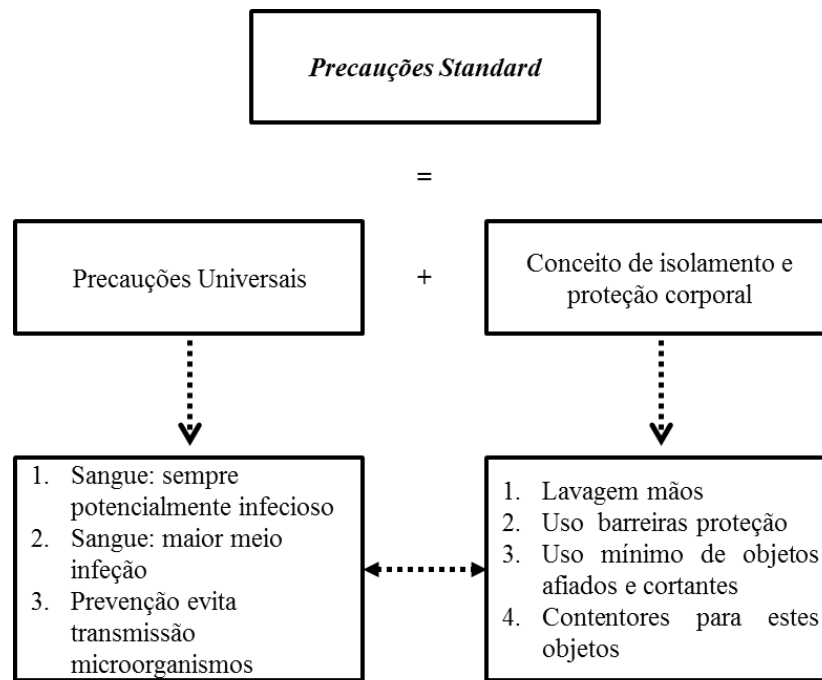 Precauções Standard
=
Precauções Universais
+
Conceito de isolamento e
proteção corporal
1. Sangue: sempre
potencialmente infecioso
2. Sangue: maior meio
infeção
3. Prevenção evita
transmissão
microorganismos
1. Lavagem mãos
2. Uso barreiras proteção
3. Uso mínimo de objetos
afiados e cortantes
4. Contentores para estes
objetos